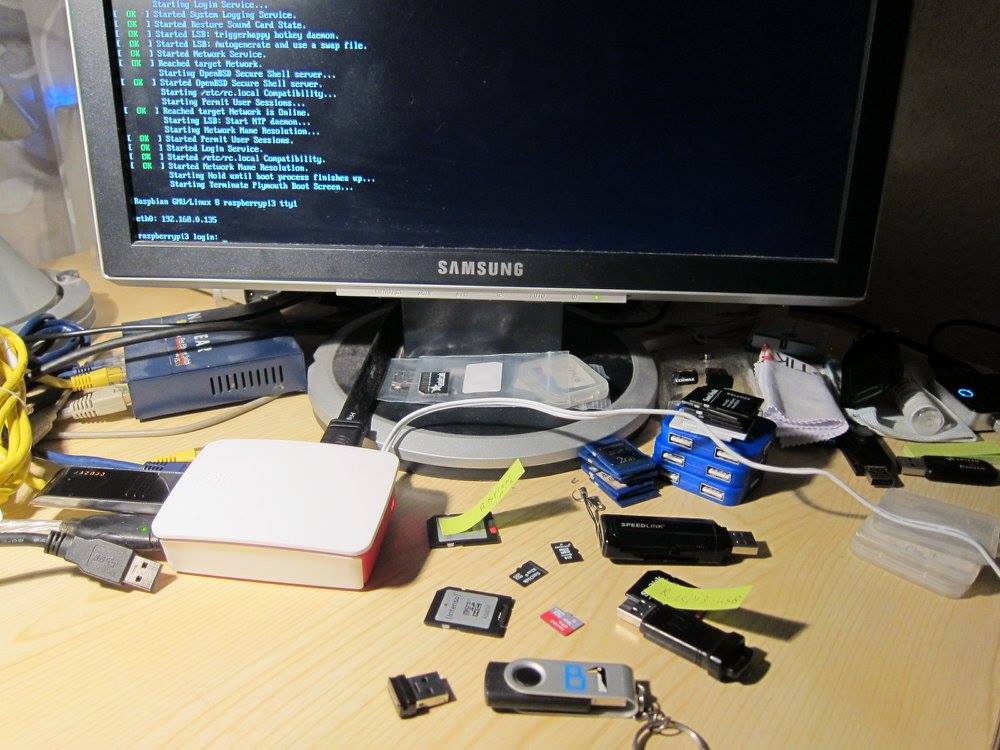 Starting Login Service.
[ OK ] Started System Logging Service.
[ OK ] Started Restore Sound Card State.
[ OK ] Started LSB: triggerhappy hotkey daemon.
[ OK ] Started LSB: Autogenerate and use a swap file.
[ OK ] Started Network Service.
[ OK ] Reached target Network.
Starting OpenBSD Secure Shell server...
[ OK ] Started OpenBSD Secure Shell server.
Starting /etc/rc.local Compatibility...
Starting Permit User Sessions...
[ OK ] Reached target Network is Online.
Starting LSB: Start NTP daemon...
Starting Network Name Resolution...
[ OK ] Started Permit User Sessions.
[ OK ] Started Login Service.
[ OK ] Started /etc/rc.local Compatibility.
[ OK ] Started Network Name Resolution.
Starting Hold until boot process finishes up...
Starting Terminate Plymouth Boot Screen...
Raspbian GNU/Linux 8 raspberrypi3 tty1
eth0: 192.168.0.135
raspberrypi3 login: _
SAMSUNG
EDIMAX
SPEEDLINK
Intenso
Micro